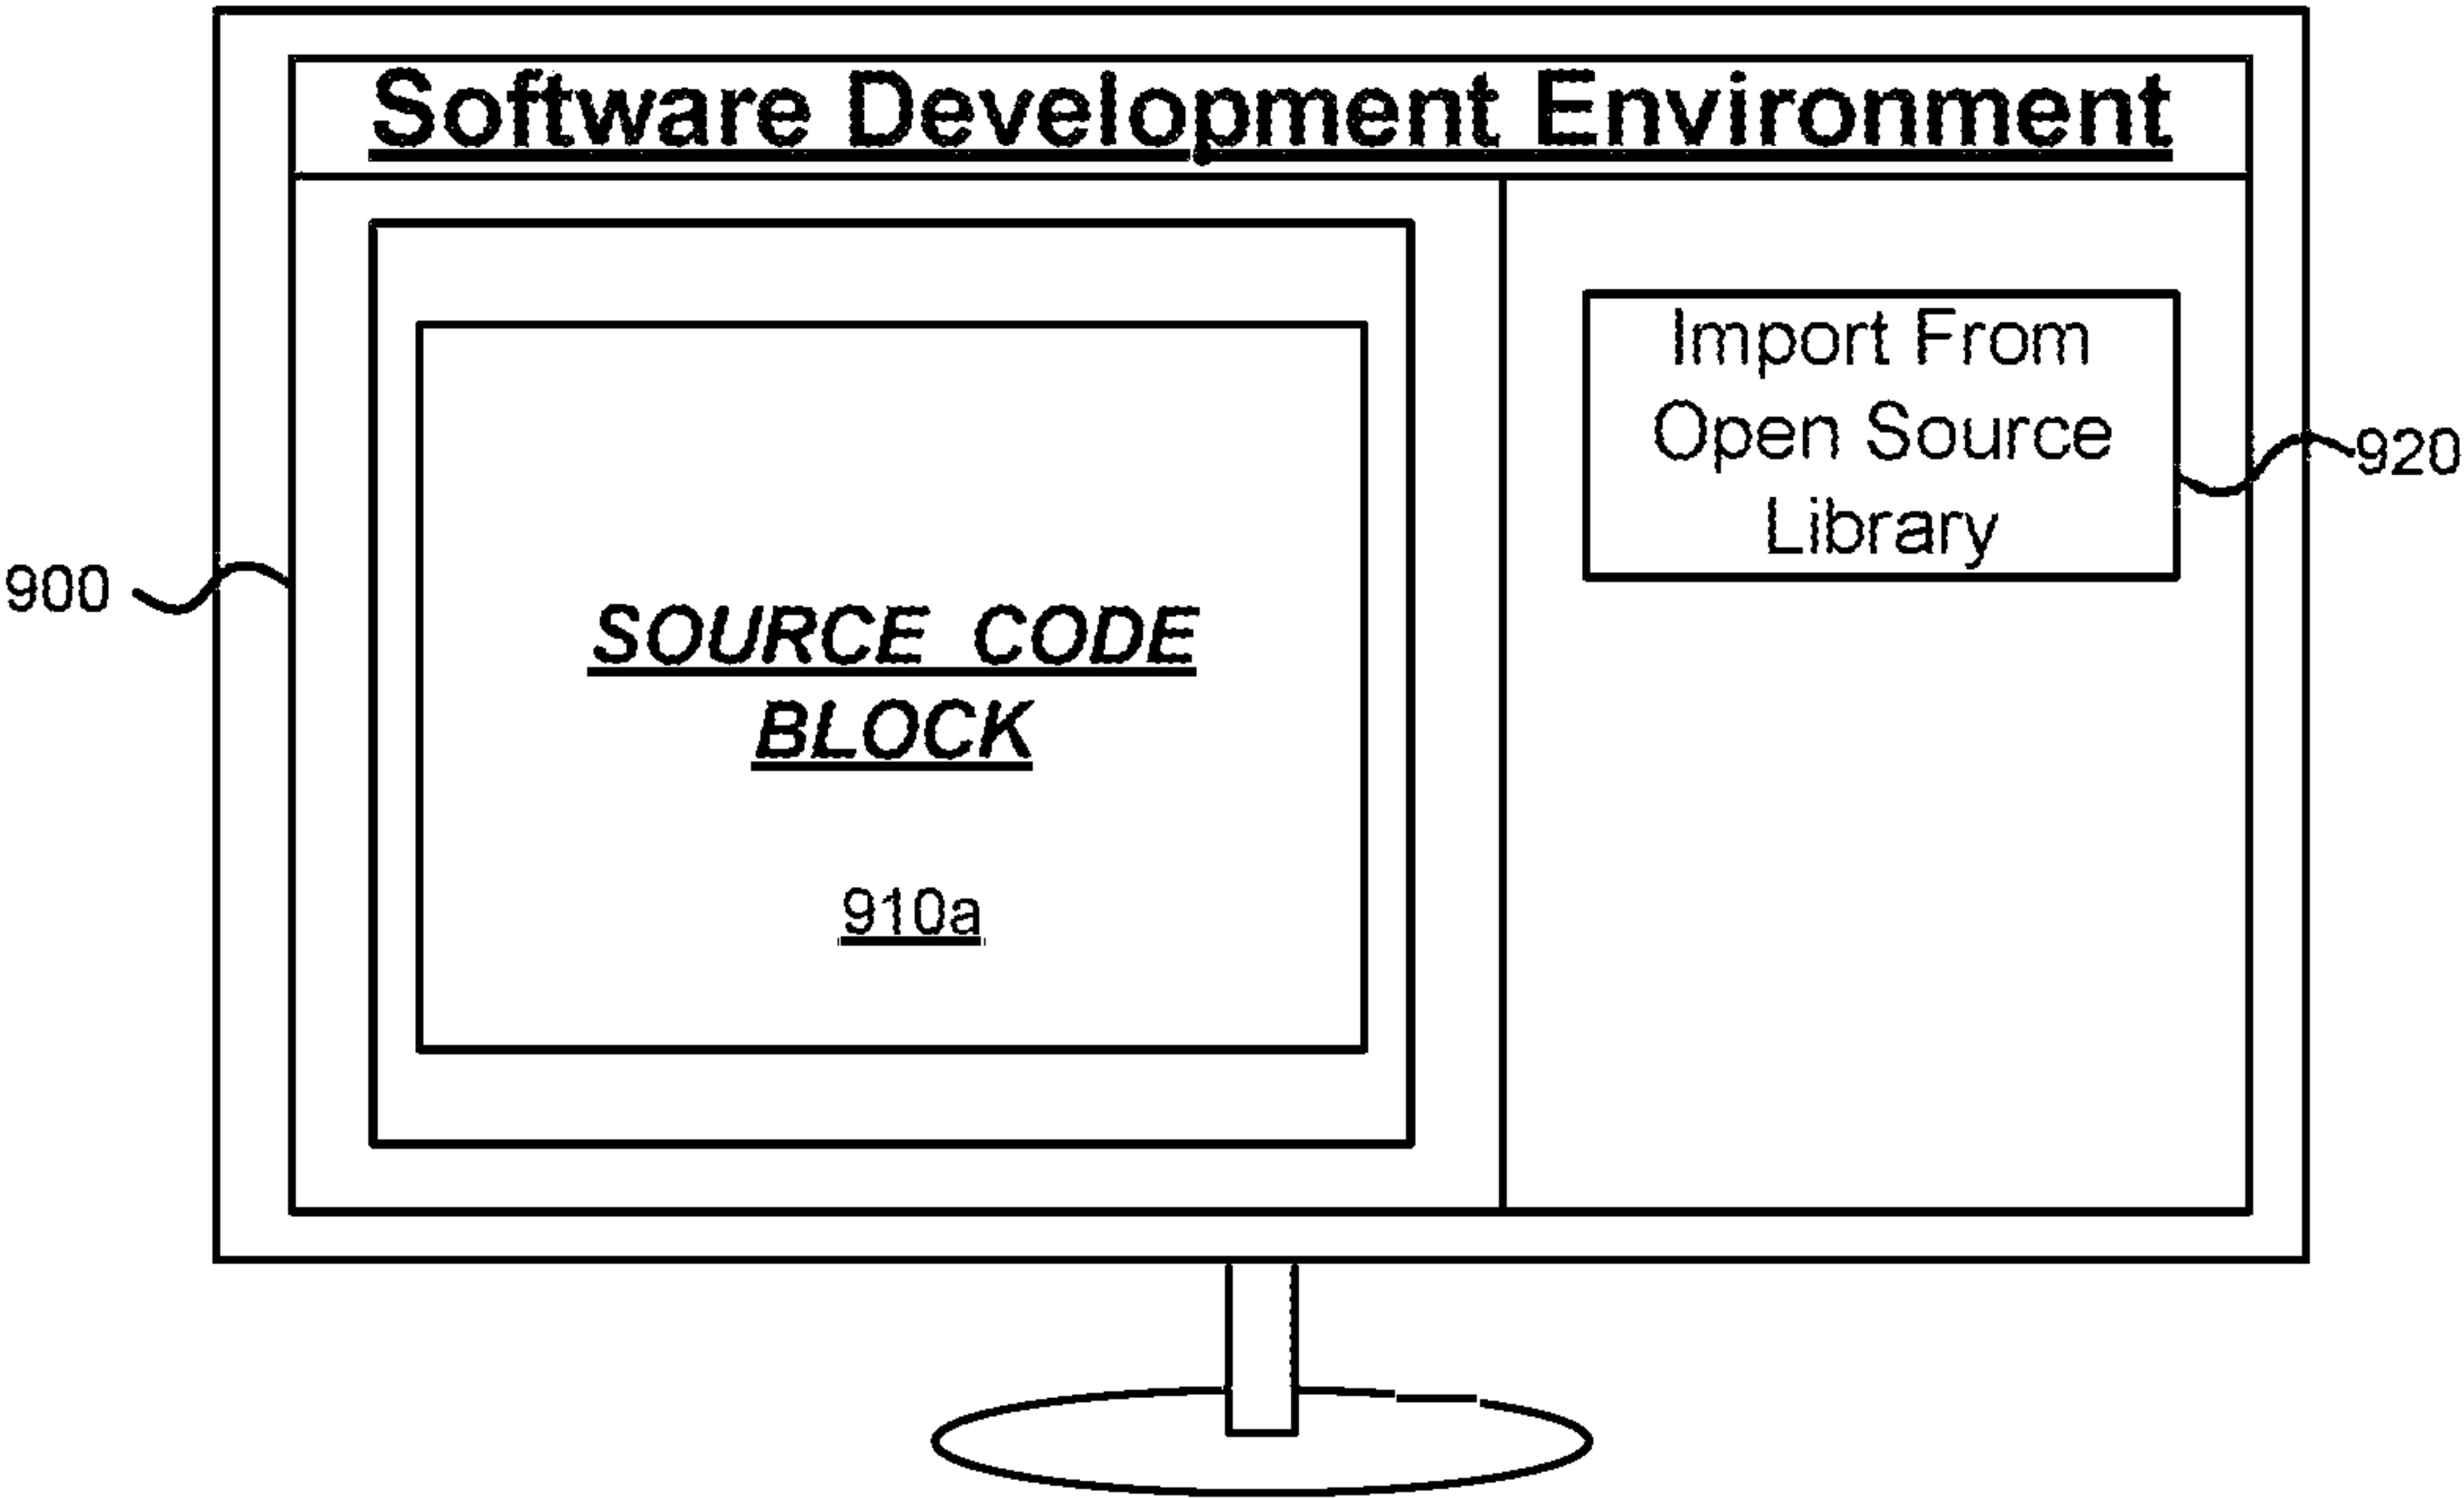 Software Development Environment
Import From
Open Source
Library
920
900
SOURCE CODE
BLOCK
910a